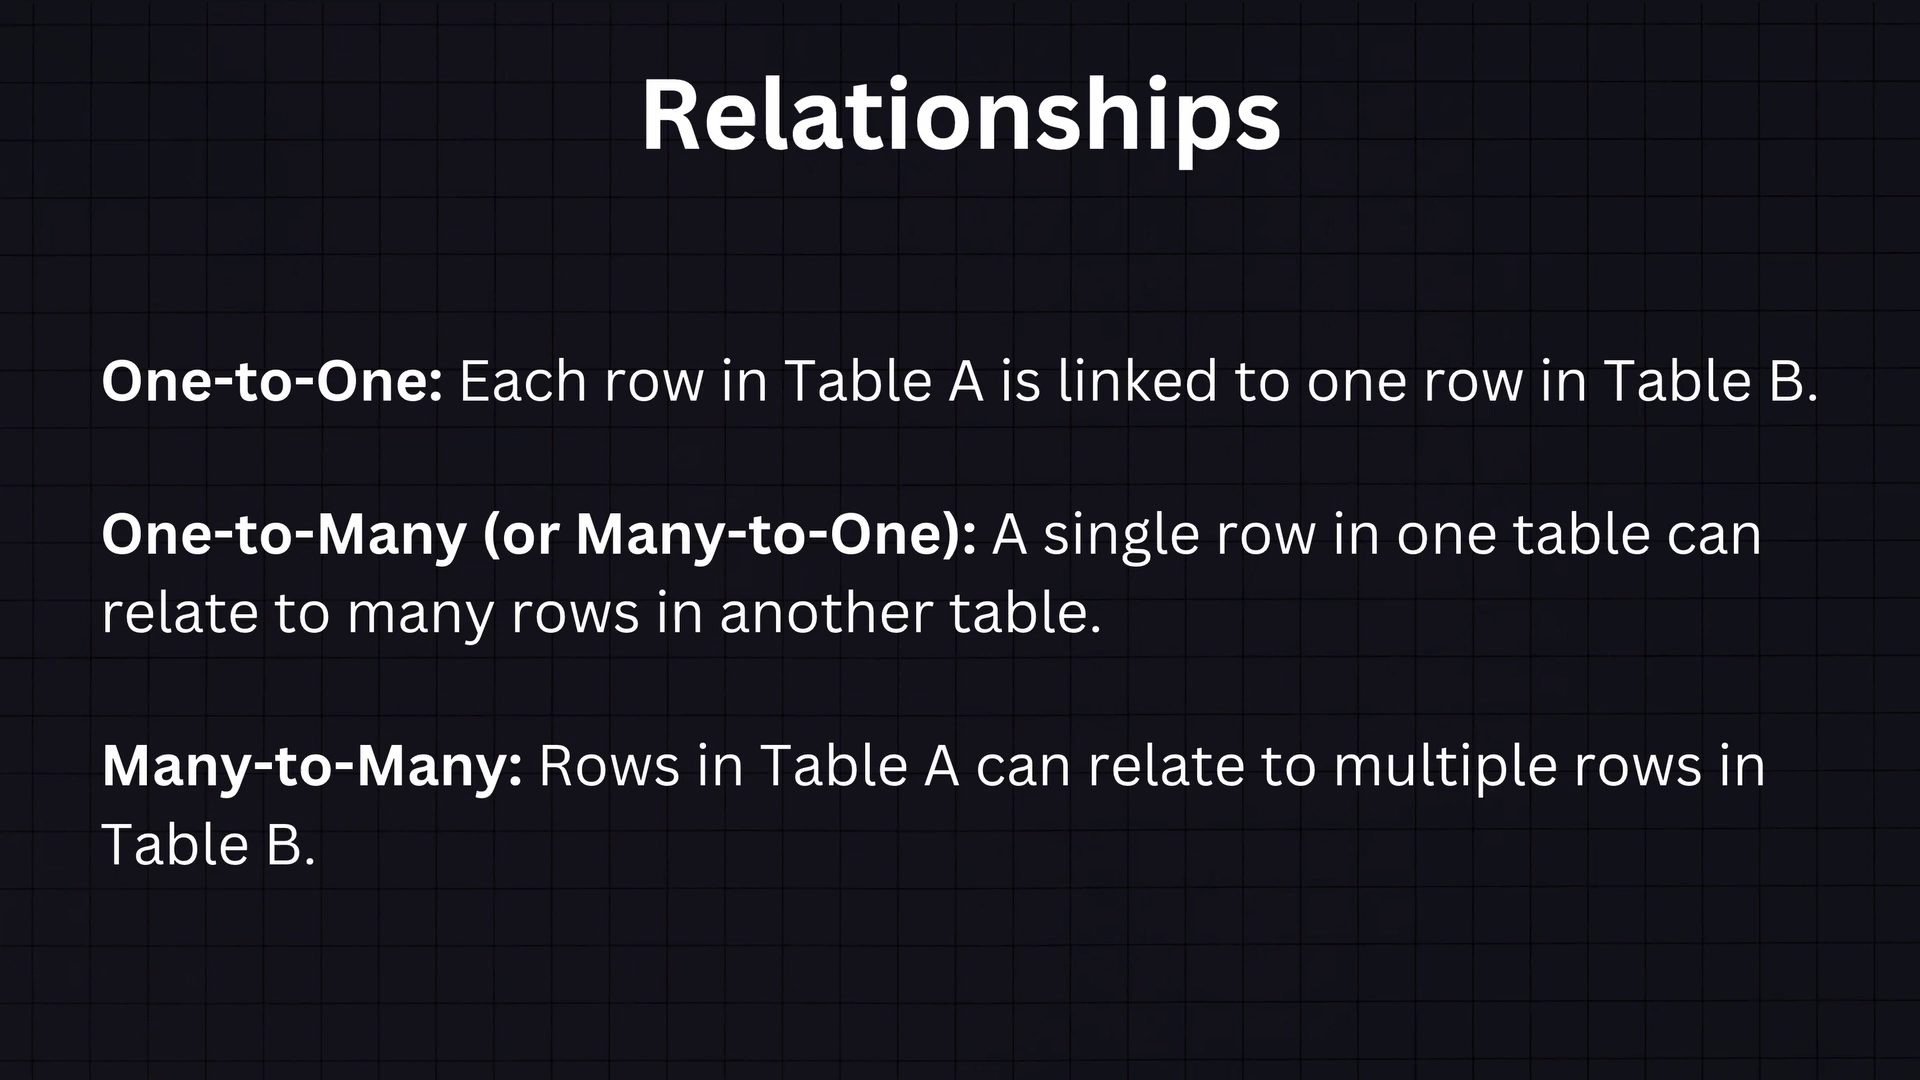 Relationships
One-to-One: Each row in Table A is linked to one row in Table B.
One-to-Many (or Many-to-One): A single row in one table can
relate to many rows in another table.
Many-to-Many: Rows in Table A can relate to multiple rows in
Table B.